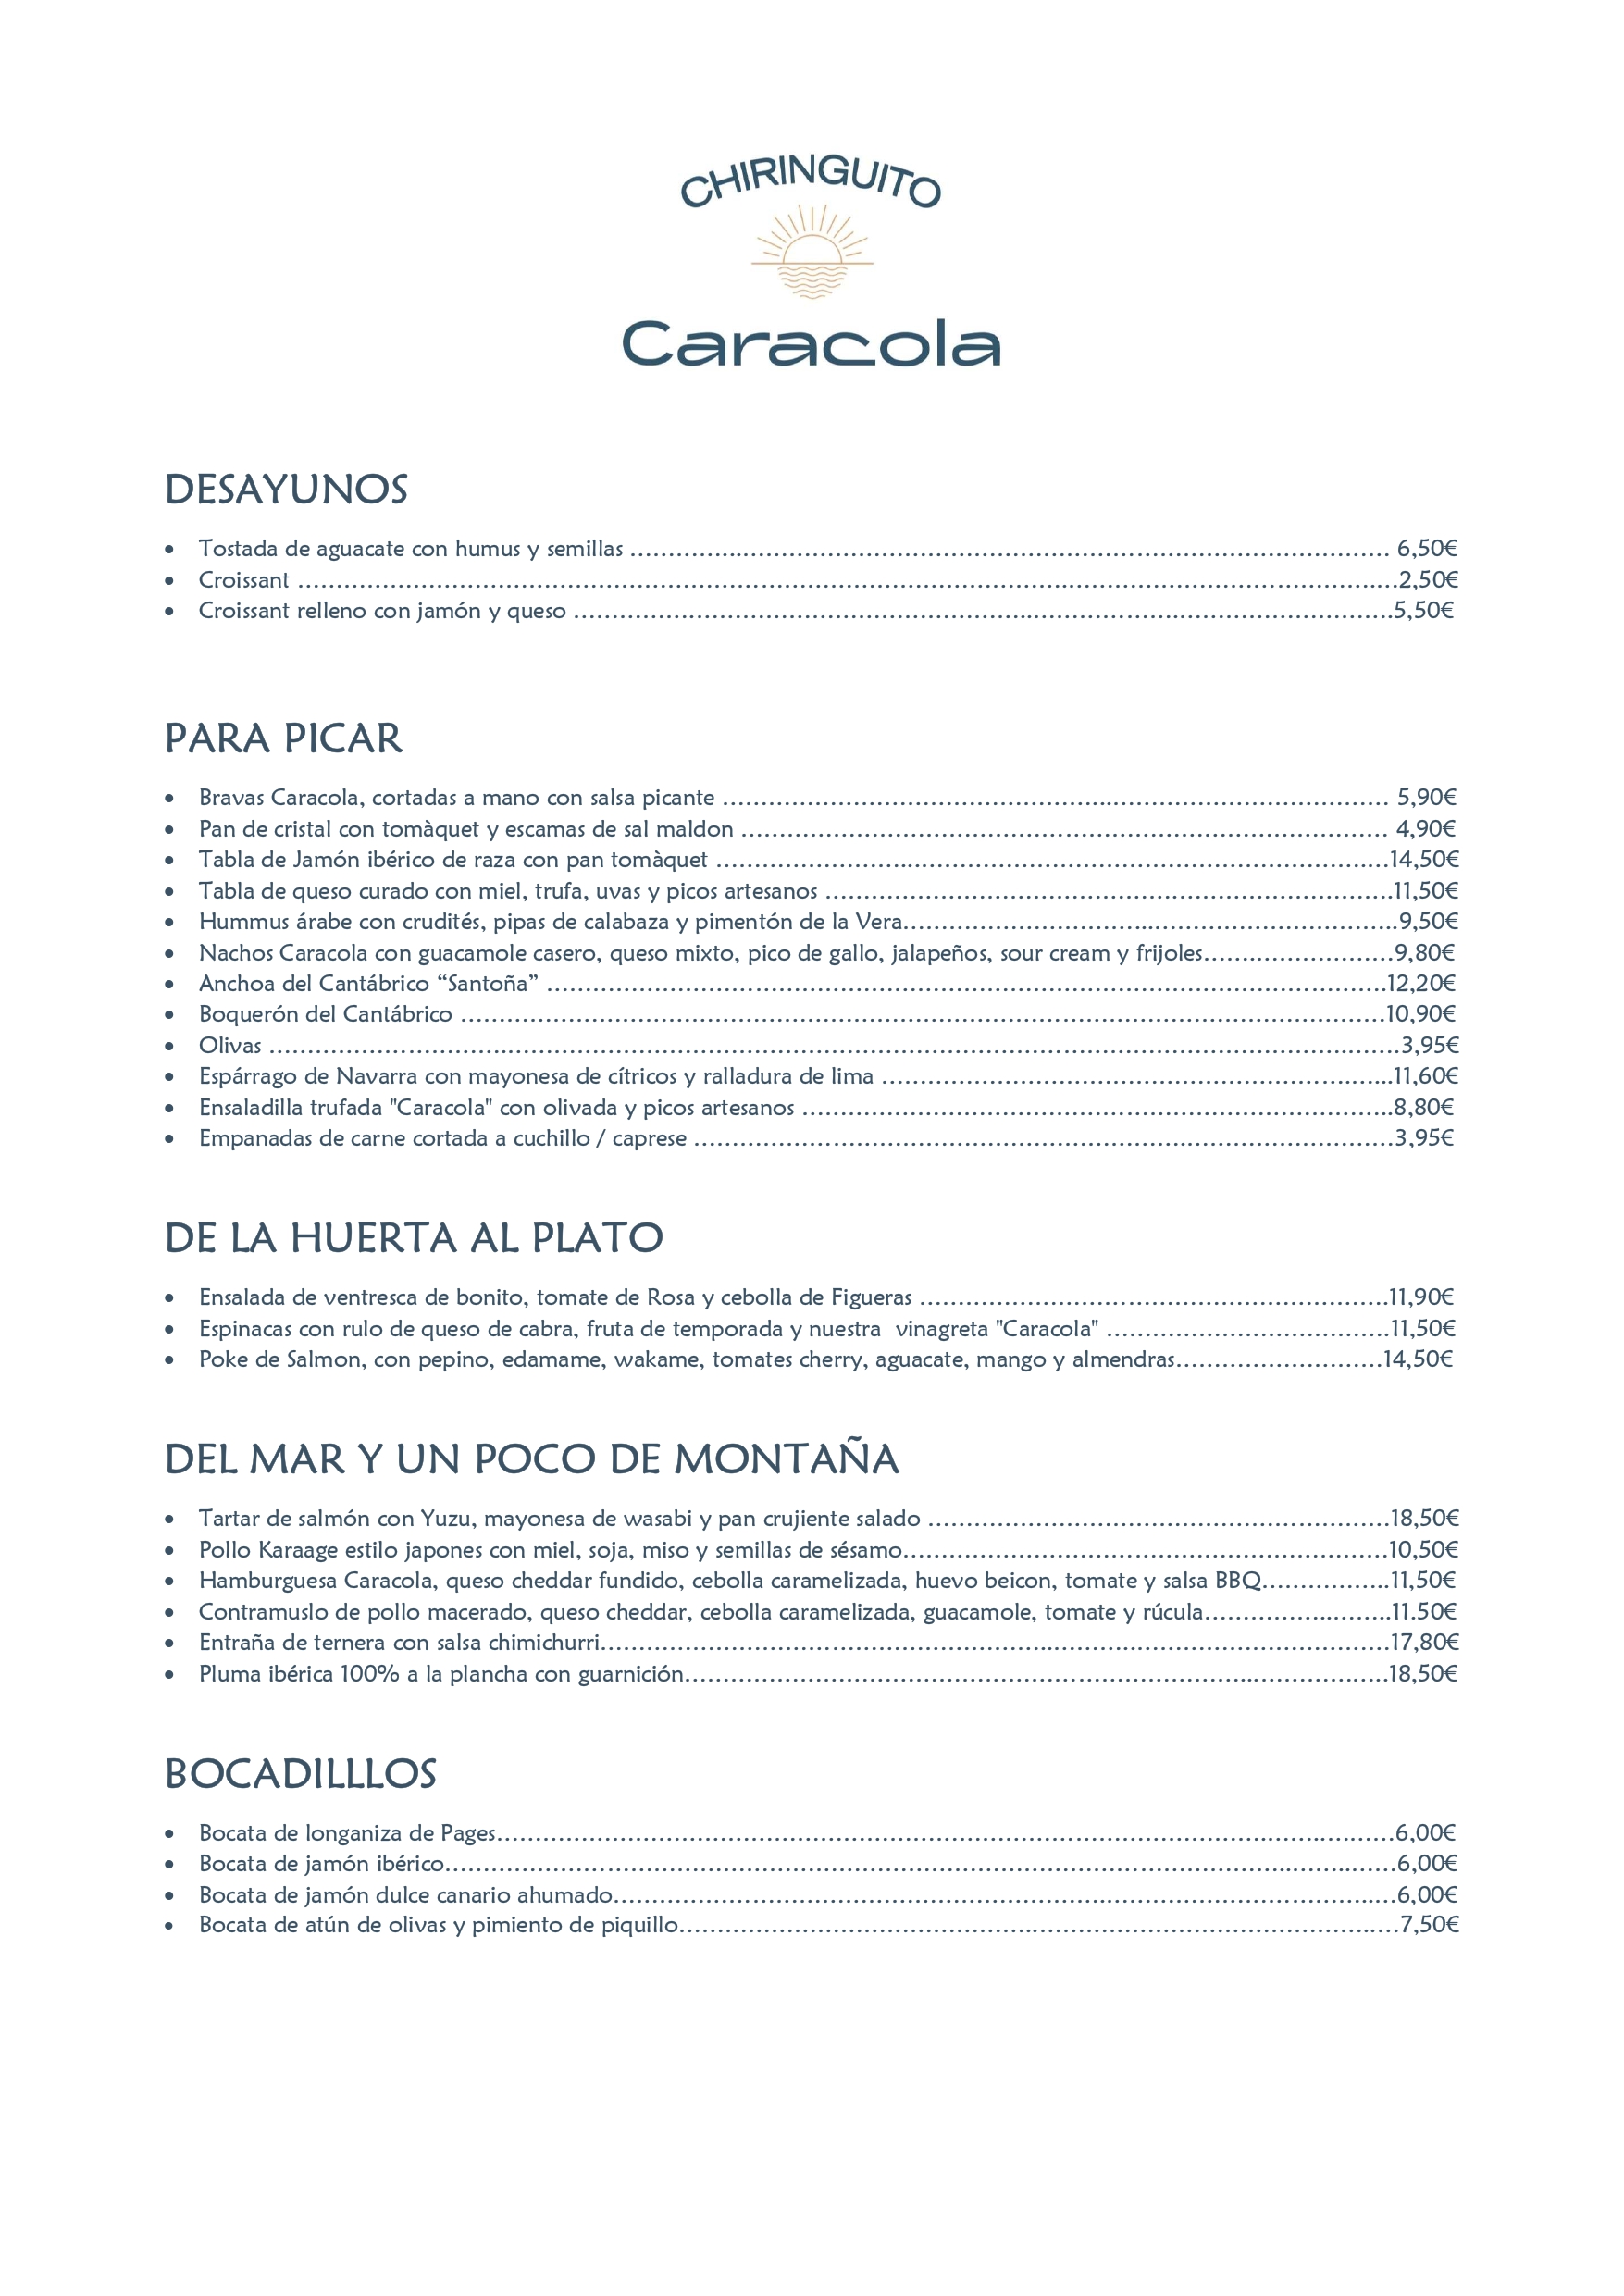 CHIRINGUITO
Caracola
DESAYUNOS
• Tostada de aguacate con humus y semillas ........................ 6,50€
• Croissant ........................2,50€
• Croissant relleno con jamón y queso ........................5,50€
PARA PICAR
• Bravas Caracola, cortadas a mano con salsa picante ........................ 5,90€
• Pan de cristal con tomàquet y escamas de sal maldon ........................ 4,90€
• Tabla de Jamón ibérico de raza con pan tomàquet ........................14,50€
• Tabla de queso curado con miel, trufa, uvas y picos artesanos ........................11,50€
• Hummus árabe con crudités, pipas de calabaza y pimentón de la Vera........................9,50€
• Nachos Caracola con guacamole casero, queso mixto, pico de gallo, jalapeños, sour cream y frijoles........................9,80€
• Anchoa del Cantábrico “Santoña” ........................12,20€
• Boquerón del Cantábrico ........................10,90€
• Olivas ........................3,95€
• Espárrago de Navarra con mayonesa de cítricos y ralladura de lima ........................11,60€
• Ensaladilla trufada "Caracola" con olivada y picos artesanos ........................8,80€
• Empanadas de carne cortada a cuchillo / caprese ........................3,95€
DE LA HUERTA AL PLATO
• Ensalada de ventresca de bonito, tomate de Rosa y cebolla de Figueras ........................11,90€
• Espinacas con rulo de queso de cabra, fruta de temporada y nuestra  vinagreta "Caracola" ........................11,50€
• Poke de Salmon, con pepino, edamame, wakame, tomates cherry, aguacate, mango y almendras........................14,50€
DEL MAR Y UN POCO DE MONTAÑA
• Tartar de salmón con Yuzu, mayonesa de wasabi y pan crujiente salado ........................18,50€
• Pollo Karaage estilo japones con miel, soja, miso y semillas de sésamo........................10,50€
• Hamburguesa Caracola, queso cheddar fundido, cebolla caramelizada, huevo beicon, tomate y salsa BBQ.................11,50€
• Contramuslo de pollo macerado, queso cheddar, cebolla caramelizada, guacamole, tomate y rúcula........................11.50€
• Entraña de ternera con salsa chimichurri........................17,80€
• Pluma ibérica 100% a la plancha con guarnición........................18,50€
BOCADILLLOS
• Bocata de longaniza de Pages........................6,00€
• Bocata de jamón ibérico........................6,00€
• Bocata de jamón dulce canario ahumado........................6,00€
• Bocata de atún de olivas y pimiento de piquillo........................7,50€